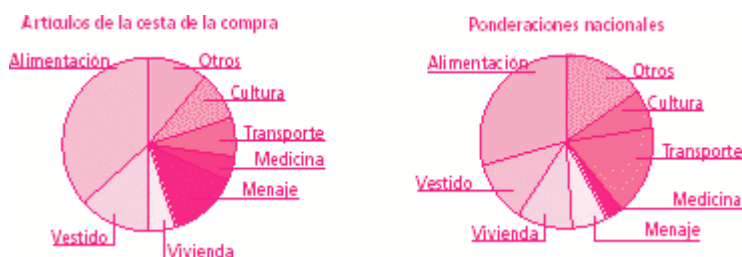 Artículos de la cesta de la compra
Alimentación
Otros
Cultura
Transporte
Medicina
Menaje
Vestido
Vivienda
Ponderaciones nacionales
Alimentación
Otros
Cultura
Transporte
Vestido
Medicina
Vivienda
Menaje